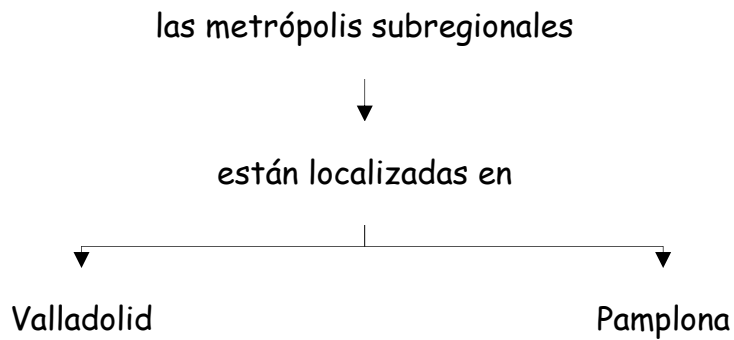 las metrópolis subregionales
están localizadas en
Valladolid
Pamplona